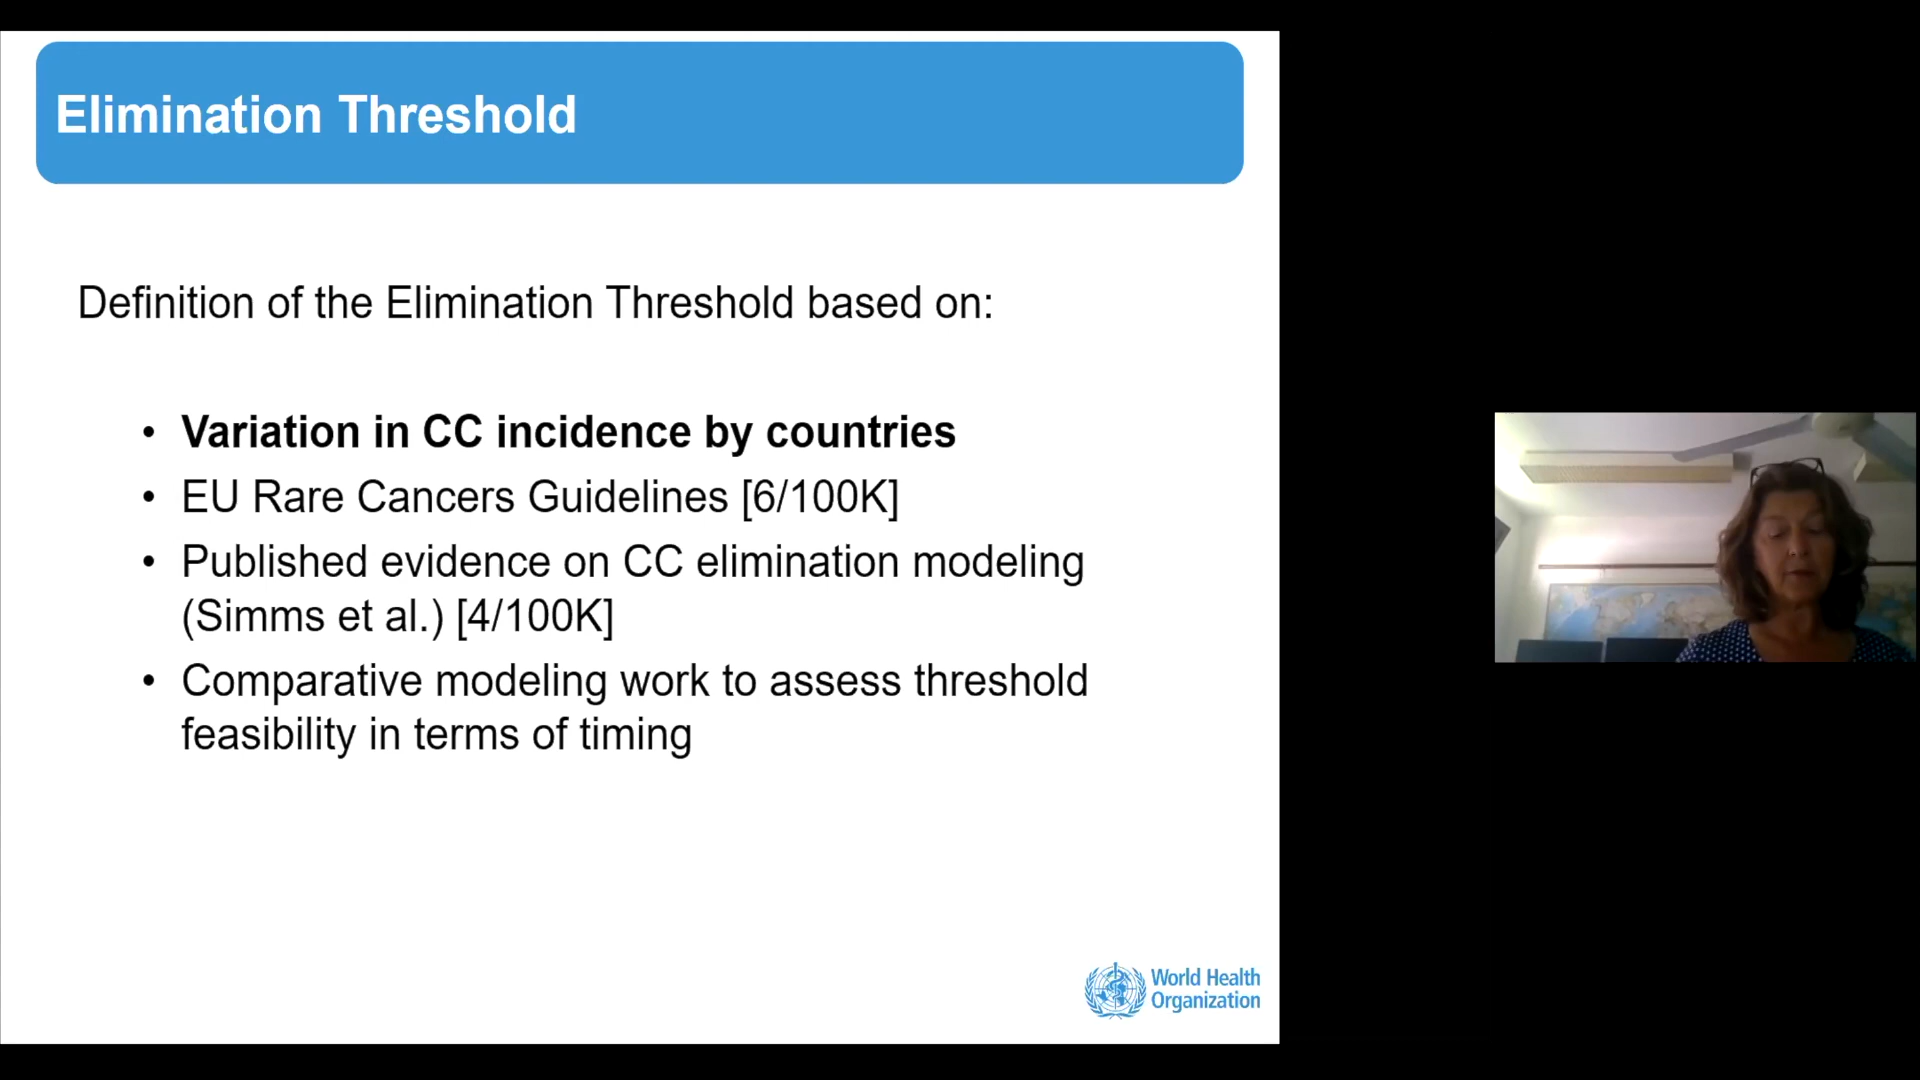 Elimination Threshold
Definition of the Elimination Threshold based on:
• Variation in CC incidence by countries
• EU Rare Cancers Guidelines [6/100K]
• Published evidence on CC elimination modeling
(Simms et al.) [4/100K]
• Comparative modeling work to assess threshold
feasibility in terms of timing
World Health
Organization